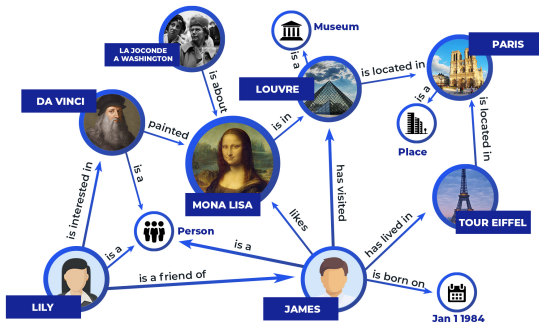 LA JOCONDE
A WASHINGTON
Museum
PARIS
is a
is located in
LOUVRE
DA VINCI
is about
is a
painted
is in
is located in
Place
is interested in
is a
MONA LISA
has visited
TOUR EIFFEL
likes
has lived in
Person
is a
is a
is a friend of
is born on
LILY
JAMES
Jan 1 1984